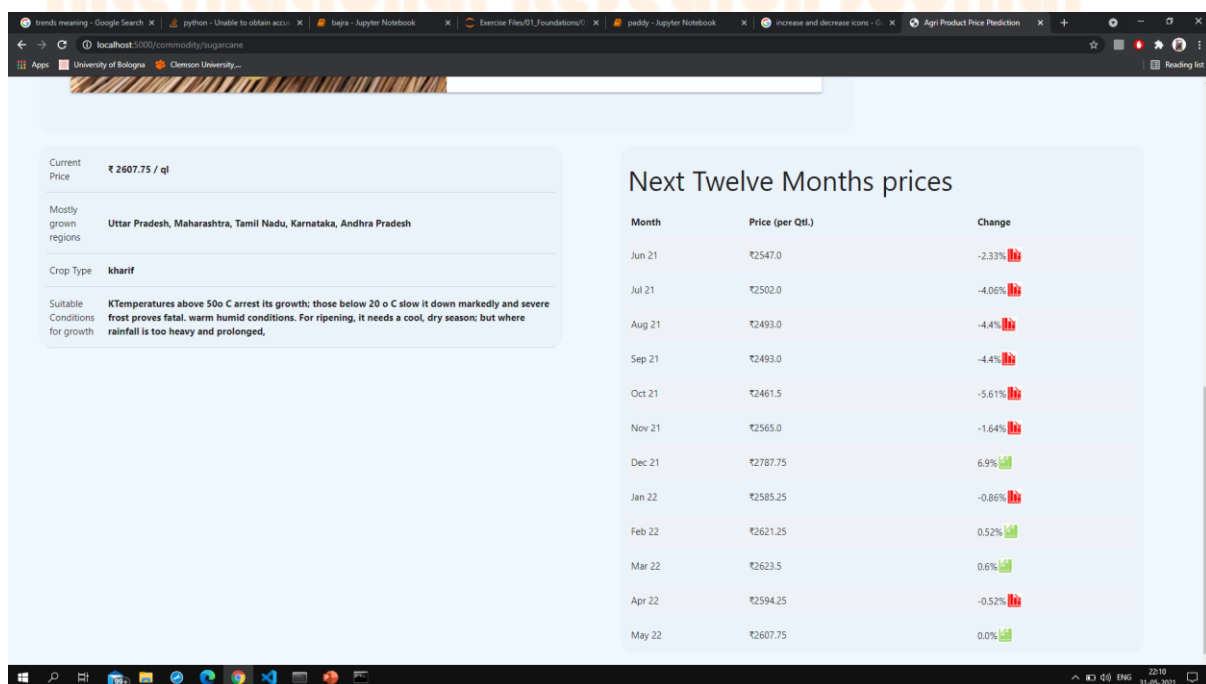 trends meaning - Google Search
python - Unable to obtain accu
bajra - Jupyter Notebook
Exercise Files/01_Foundations/0
paddy - Jupyter Notebook
increase and decrease icons - G
Agri Product Price Ptediction
localhost:5000/commodity/sugarcane
Apps
University of Bologna
Clemson University,...
Reading list
Current
Price
₹ 2607.75 / ql
Mostly
grown
regions
Uttar Pradesh, Maharashtra, Tamil Nadu, Karnataka, Andhra Pradesh
Crop Type kharif
Suitable
Conditions
for growth
KTemperatures above 50o C arrest its growth; those below 20 o C slow it down markedly and severe
frost proves fatal. warm humid conditions. For ripening, it needs a cool, dry season; but where
rainfall is too heavy and prolonged,
Next Twelve Months prices
Month Price (per Qtl.) Change
Jun 21 ₹2547.0 -2.33%
Jul 21 ₹2502.0 -4.06%
Aug 21 ₹2493.0 -4.4%
Sep 21 ₹2493.0 -4.4%
Oct 21 ₹2461.5 -5.61%
Nov 21 ₹2565.0 -1.64%
Dec 21 ₹2787.75 6.9%
Jan 22 ₹2585.25 -0.86%
Feb 22 ₹2621.25 0.52%
Mar 22 ₹2623.5 0.6%
Apr 22 ₹2594.25 -0.52%
May 22 ₹2607.75 0.0%
99+
ENG
22:10
31-05-2021